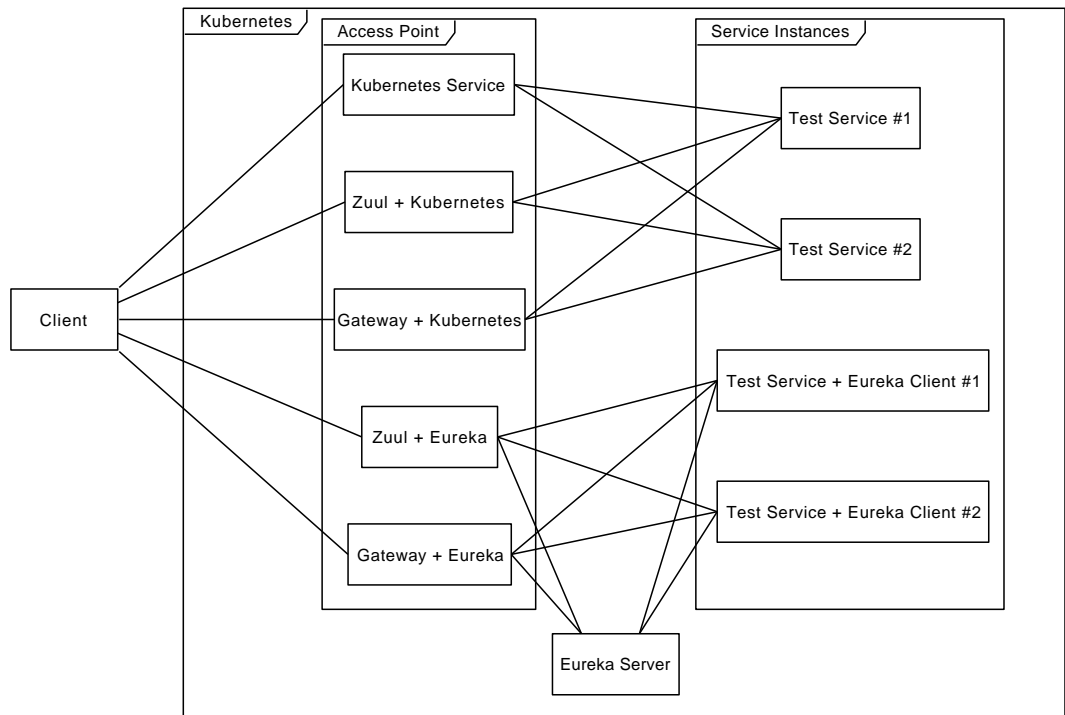 Kubernetes
Access Point
Service Instances
Kubernetes Service
Test Service #1
Zuul + Kubernetes
Test Service #2
Client
Gateway + Kubernetes
Test Service + Eureka Client #1
Zuul + Eureka
Test Service + Eureka Client #2
Gateway + Eureka
Eureka Server